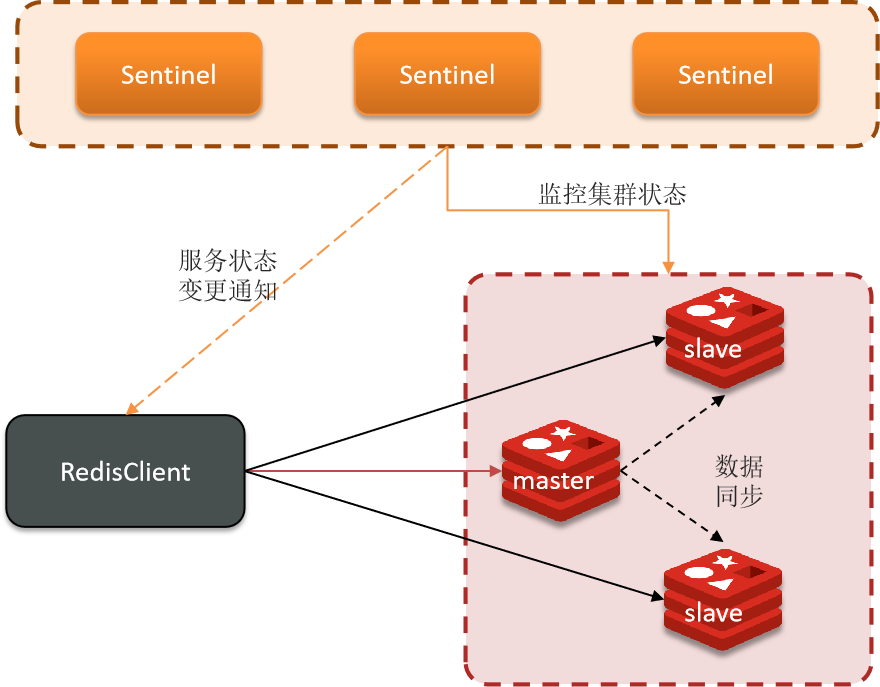 Sentinel
Sentinel
Sentinel
监控集群状态
服务状态
变更通知
slave
RedisClient
master
数据
同步
slave